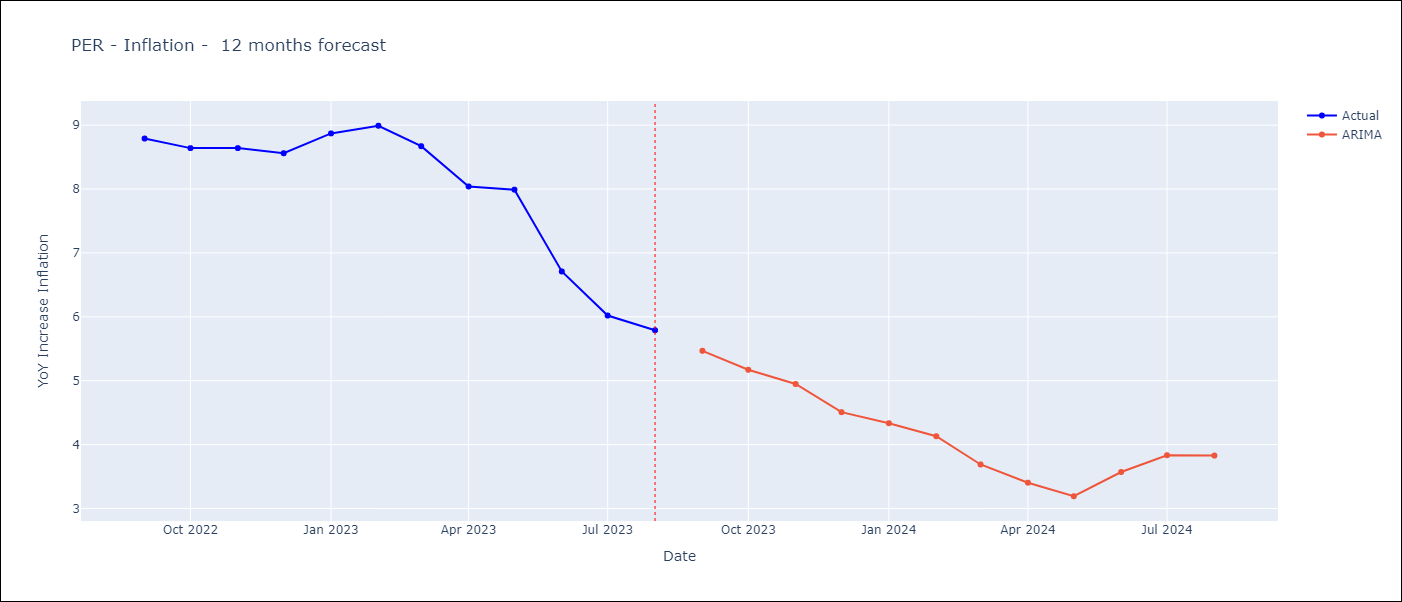 PER - Inflation -  12 months forecast
Actual
ARIMA
YoY Increase Inflation
9
8
7
6
5
4
3
Oct 2022
Jan 2023
Apr 2023
Jul 2023
Oct 2023
Jan 2024
Apr 2024
Jul 2024
Date